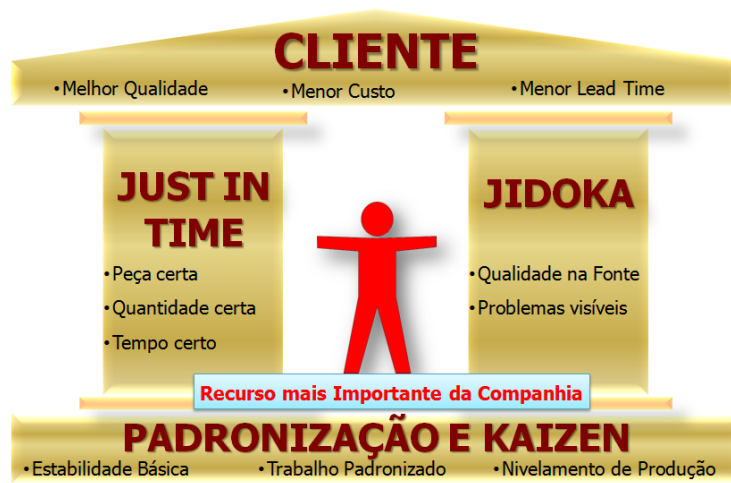 CLIENTE
•Melhor Qualidade •Menor Custo •Menor Lead Time
JUST IN
TIME
•Peça certa
•Quantidade certa
•Tempo certo
JIDOKA
•Qualidade na Fonte
•Problemas visíveis
Recurso mais Importante da Companhia
PADRONIZAÇÃO E KAIZEN
•Estabilidade Básica •Trabalho Padronizado •Nivelamento de Produção